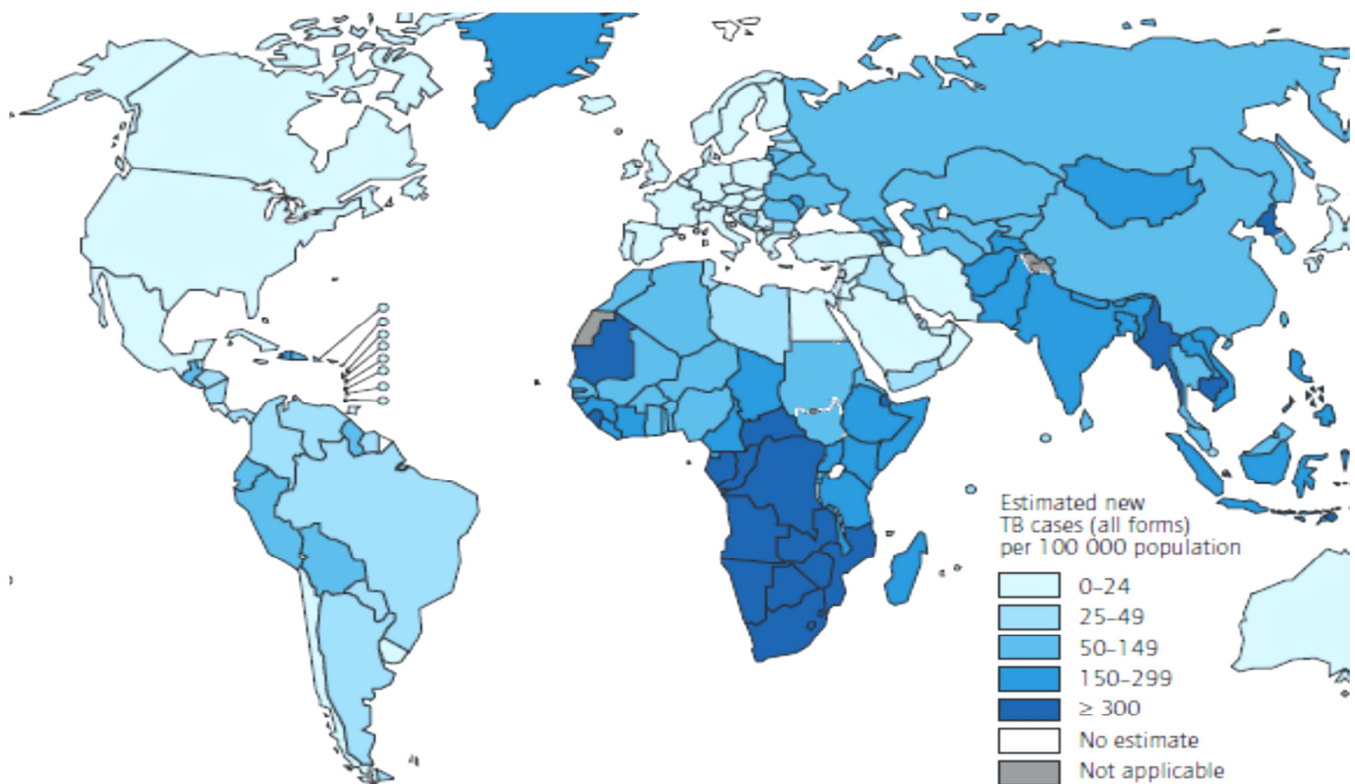 Estimated new
TB cases (all forms)
per 100 000 population
0–24
25–49
50–149
150–299
≥ 300
No estimate
Not applicable